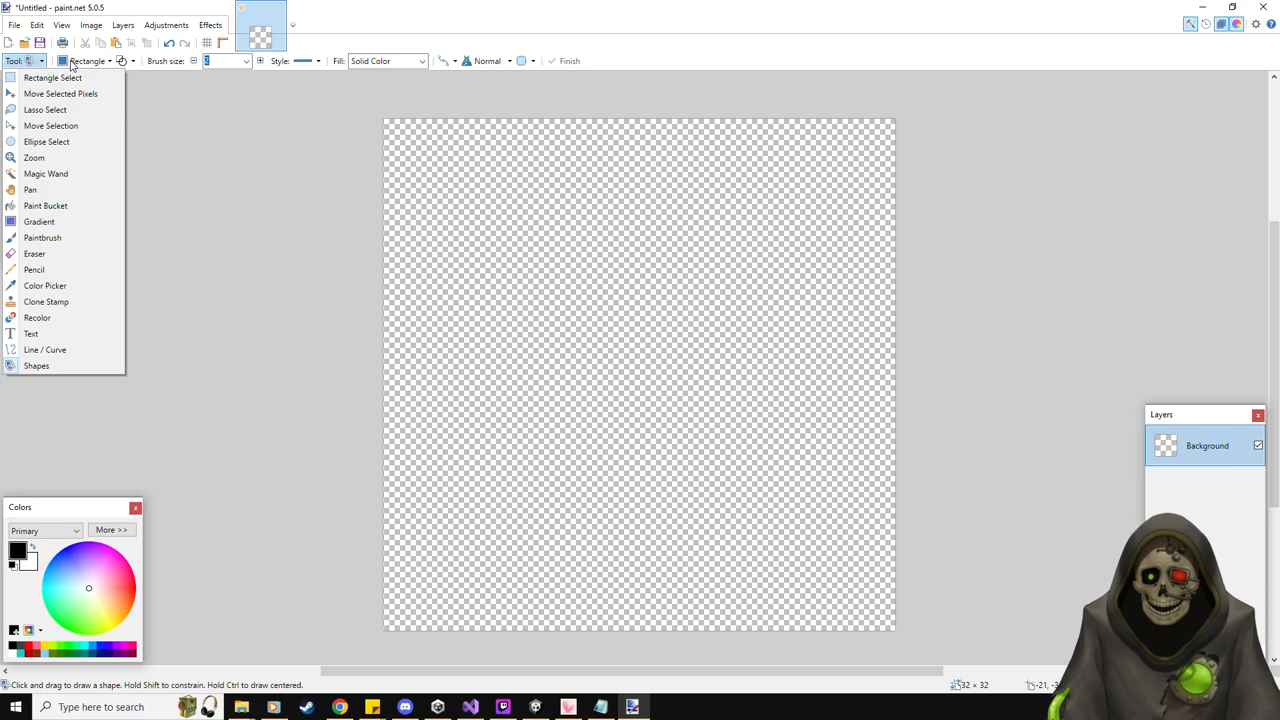 *Untitled - paint.net 5.0.5
File Edit View Image Layers Adjustments Effects
Tool: Rectangle Brush size: 2 Style: Fill: Solid Color Normal Finish
Rectangle Select
Move Selected Pixels
Lasso Select
Move Selection
Ellipse Select
Zoom
Magic Wand
Pan
Paint Bucket
Gradient
Paintbrush
Eraser
Pencil
Color Picker
Clone Stamp
Recolor
Text
Line / Curve
Shapes
Layers
Background
Colors
Primary More >>
Click and drag to draw a shape. Hold Shift to constrain. Hold Ctrl to draw centered. 32 × 32
Type here to search